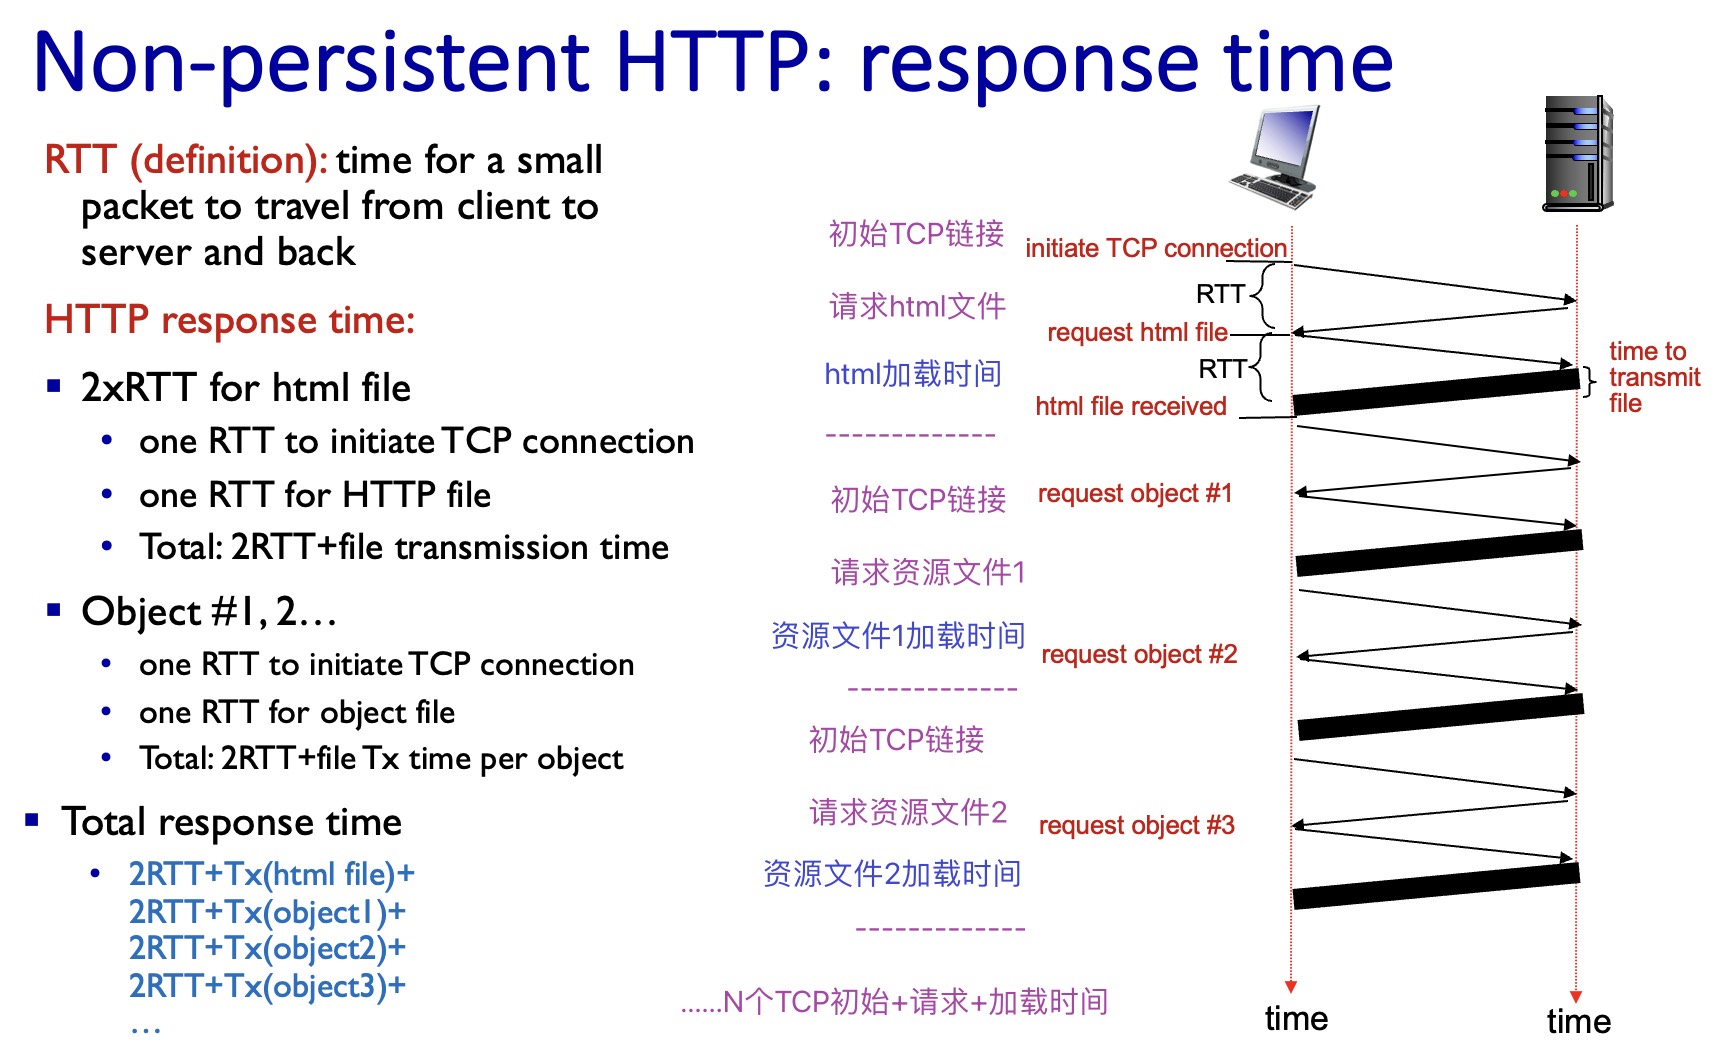 Non-persistent HTTP: response time
RTT (definition): time for a small
packet to travel from client to
server and back
HTTP response time:
2xRTT for html file
one RTT to initiate TCP connection
one RTT for HTTP file
Total: 2RTT+file transmission time
Object #1, 2…
one RTT to initiate TCP connection
one RTT for object file
Total: 2RTT+file Tx time per object
Total response time
2RTT+Tx(html file)+
2RTT+Tx(object1)+
2RTT+Tx(object2)+
2RTT+Tx(object3)+
…
初始TCP链接
请求html文件
html加载时间
-------------
初始TCP链接
请求资源文件1
资源文件1加载时间
-------------
初始TCP链接
请求资源文件2
资源文件2加载时间
-------------
......N个TCP初始+请求+加载时间
initiate TCP connection
RTT
request html file
RTT
html file received
time to
transmit
file
request object #1
request object #2
request object #3
time
time